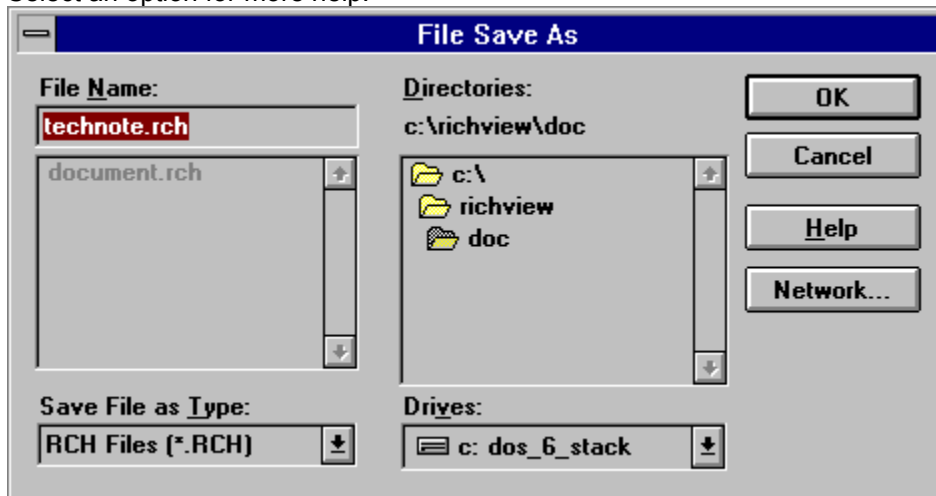 Select an option for more help.
File Save As
File Name:
technote.rch
document.rch
Save File as Type:
RCH Files (*.RCH)
Directories:
c:\richview\doc
c:\
richview
doc
Drives:
c: dos_6_stack
OK
Cancel
Help
Network...